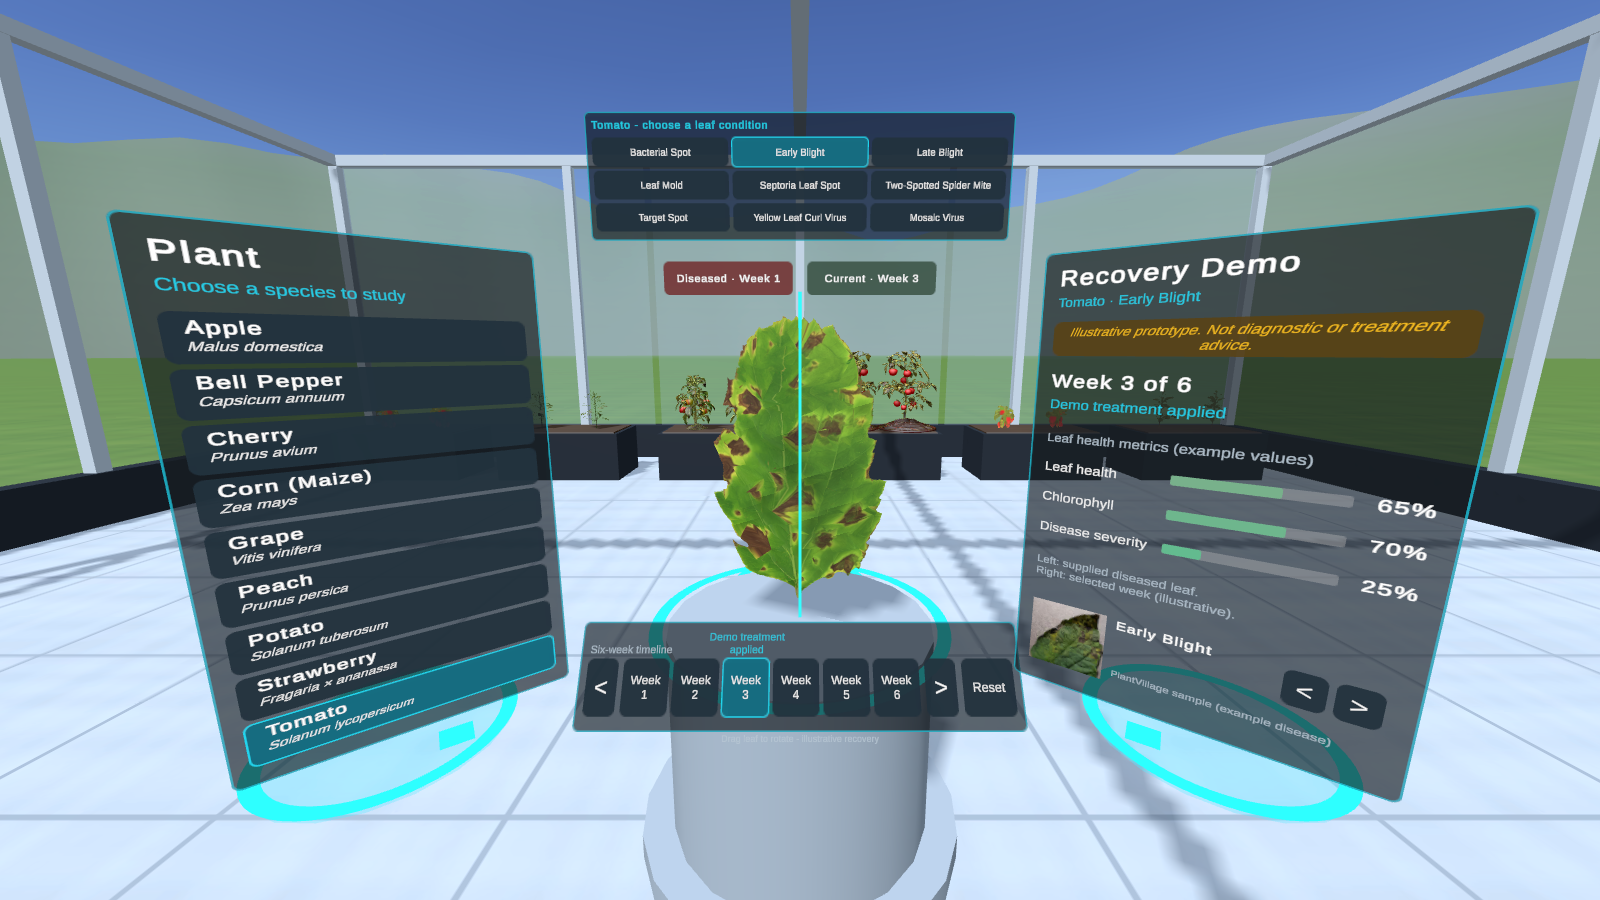 Tomato - choose a leaf condition
Bacterial Spot
Early Blight
Late Blight
Leaf Mold
Septoria Leaf Spot
Two-Spotted Spider Mite
Target Spot
Yellow Leaf Curl Virus
Mosaic Virus
Plant
Choose a species to study
Apple
Malus domestica
Bell Pepper
Capsicum annuum
Cherry
Prunus avium
Corn (Maize)
Zea mays
Grape
Vitis vinifera
Peach
Prunus persica
Potato
Solanum tuberosum
Strawberry
Fragaria × ananassa
Tomato
Solanum lycopersicum
Diseased · Week 1
Current · Week 3
Six-week timeline
Demo treatment
applied
<
Week
1
Week
2
Week
3
Week
4
Week
5
Week
6
>
Reset
Drag leaf to rotate - illustrative recovery
Recovery Demo
Tomato · Early Blight
Illustrative prototype. Not diagnostic or treatment
advice.
Week 3 of 6
Demo treatment applied
Leaf health metrics (example values)
Leaf health
65%
Chlorophyll
70%
Disease severity
25%
Left: supplied diseased leaf.
Right: selected week (illustrative).
Early Blight
PlantVillage sample (example disease)
<
>